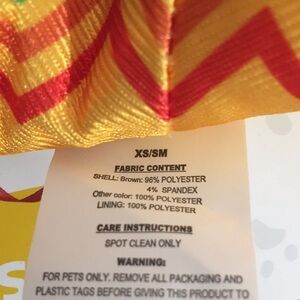 XS/SM
FABRIC CONTENT
SHELL: Brown: 96% POLYESTER
4% SPANDEX
Other color: 100% POLYESTER
LINING: 100% POLYESTER
CARE INSTRUCTIONS
SPOT CLEAN ONLY
WARNING:
FOR PETS ONLY. REMOVE ALL PACKAGING AND
PLASTIC TAGS BEFORE GIVING THIS PRODUCT TO